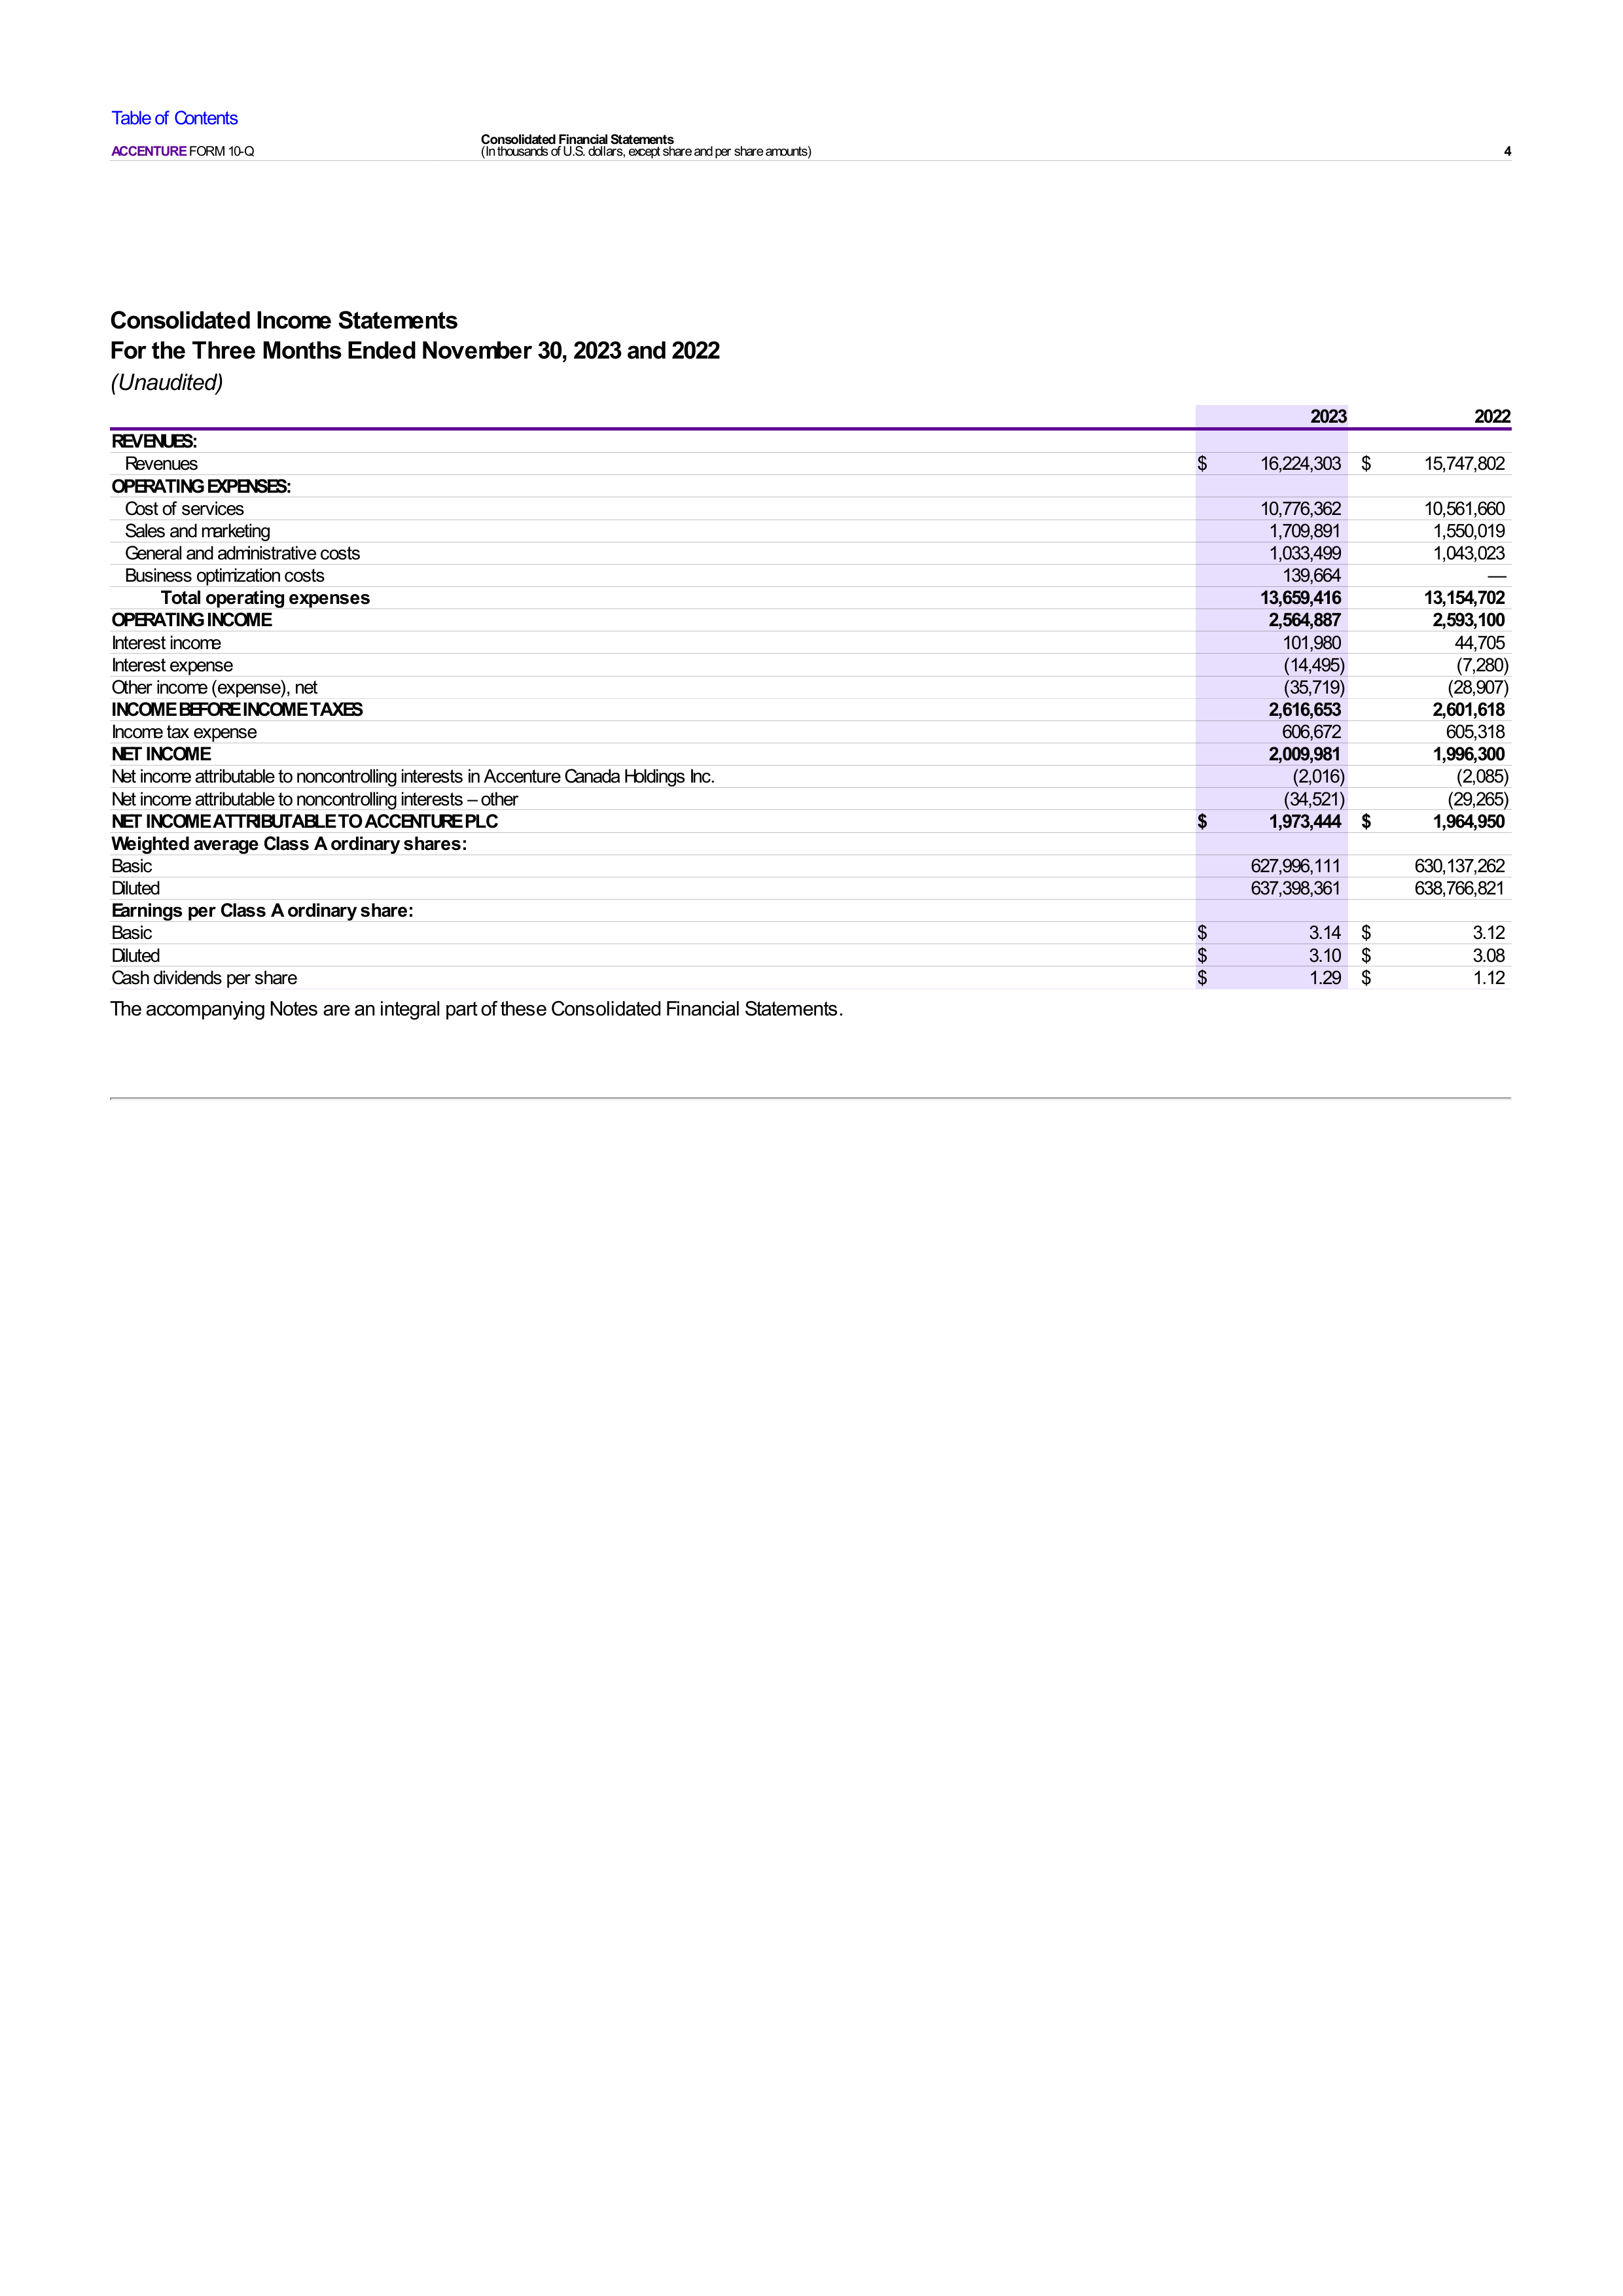 Table of Contents
Consolidated Financial Statements
ACCENTURE FORM 10-Q (In thousands of U.S. dollars, except share and per share amounts) 4
Consolidated Income Statements
For the Three Months Ended November 30, 2023 and 2022
(Unaudited)
2023 2022
REVENUES:
Revenues $ 16,224,303 $ 15,747,802
OPERATING EXPENSES:
Cost of services 10,776,362 10,561,660
Sales and marketing 1,709,891 1,550,019
General and administrative costs 1,033,499 1,043,023
Business optimization costs 139,664 —
Total operating expenses 13,659,416 13,154,702
OPERATING INCOME 2,564,887 2,593,100
Interest income 101,980 44,705
Interest expense (14,495) (7,280)
Other income (expense), net (35,719) (28,907)
INCOME BEFORE INCOME TAXES 2,616,653 2,601,618
Income tax expense 606,672 605,318
NET INCOME 2,009,981 1,996,300
Net income attributable to noncontrolling interests in Accenture Canada Holdings Inc. (2,016) (2,085)
Net income attributable to noncontrolling interests – other (34,521) (29,265)
NET INCOME ATTRIBUTABLE TO ACCENTURE PLC $ 1,973,444 $ 1,964,950
Weighted average Class A ordinary shares:
Basic 627,996,111 630,137,262
Diluted 637,398,361 638,766,821
Earnings per Class A ordinary share:
Basic $ 3.14 $ 3.12
Diluted $ 3.10 $ 3.08
Cash dividends per share $ 1.29 $ 1.12
The accompanying Notes are an integral part of these Consolidated Financial Statements.